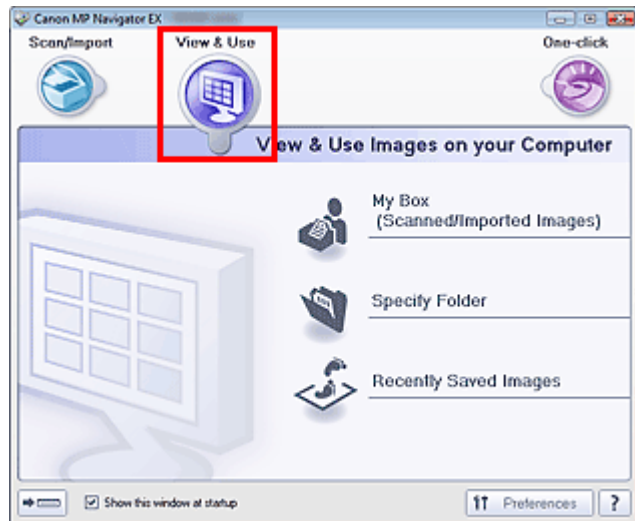 Canon MP Navigator EX
Scan/Import
View & Use
One-click
View & Use Images on your Computer
My Box
(Scanned/Imported Images)
Specify Folder
Recently Saved Images
Show this window at startup
Preferences
?